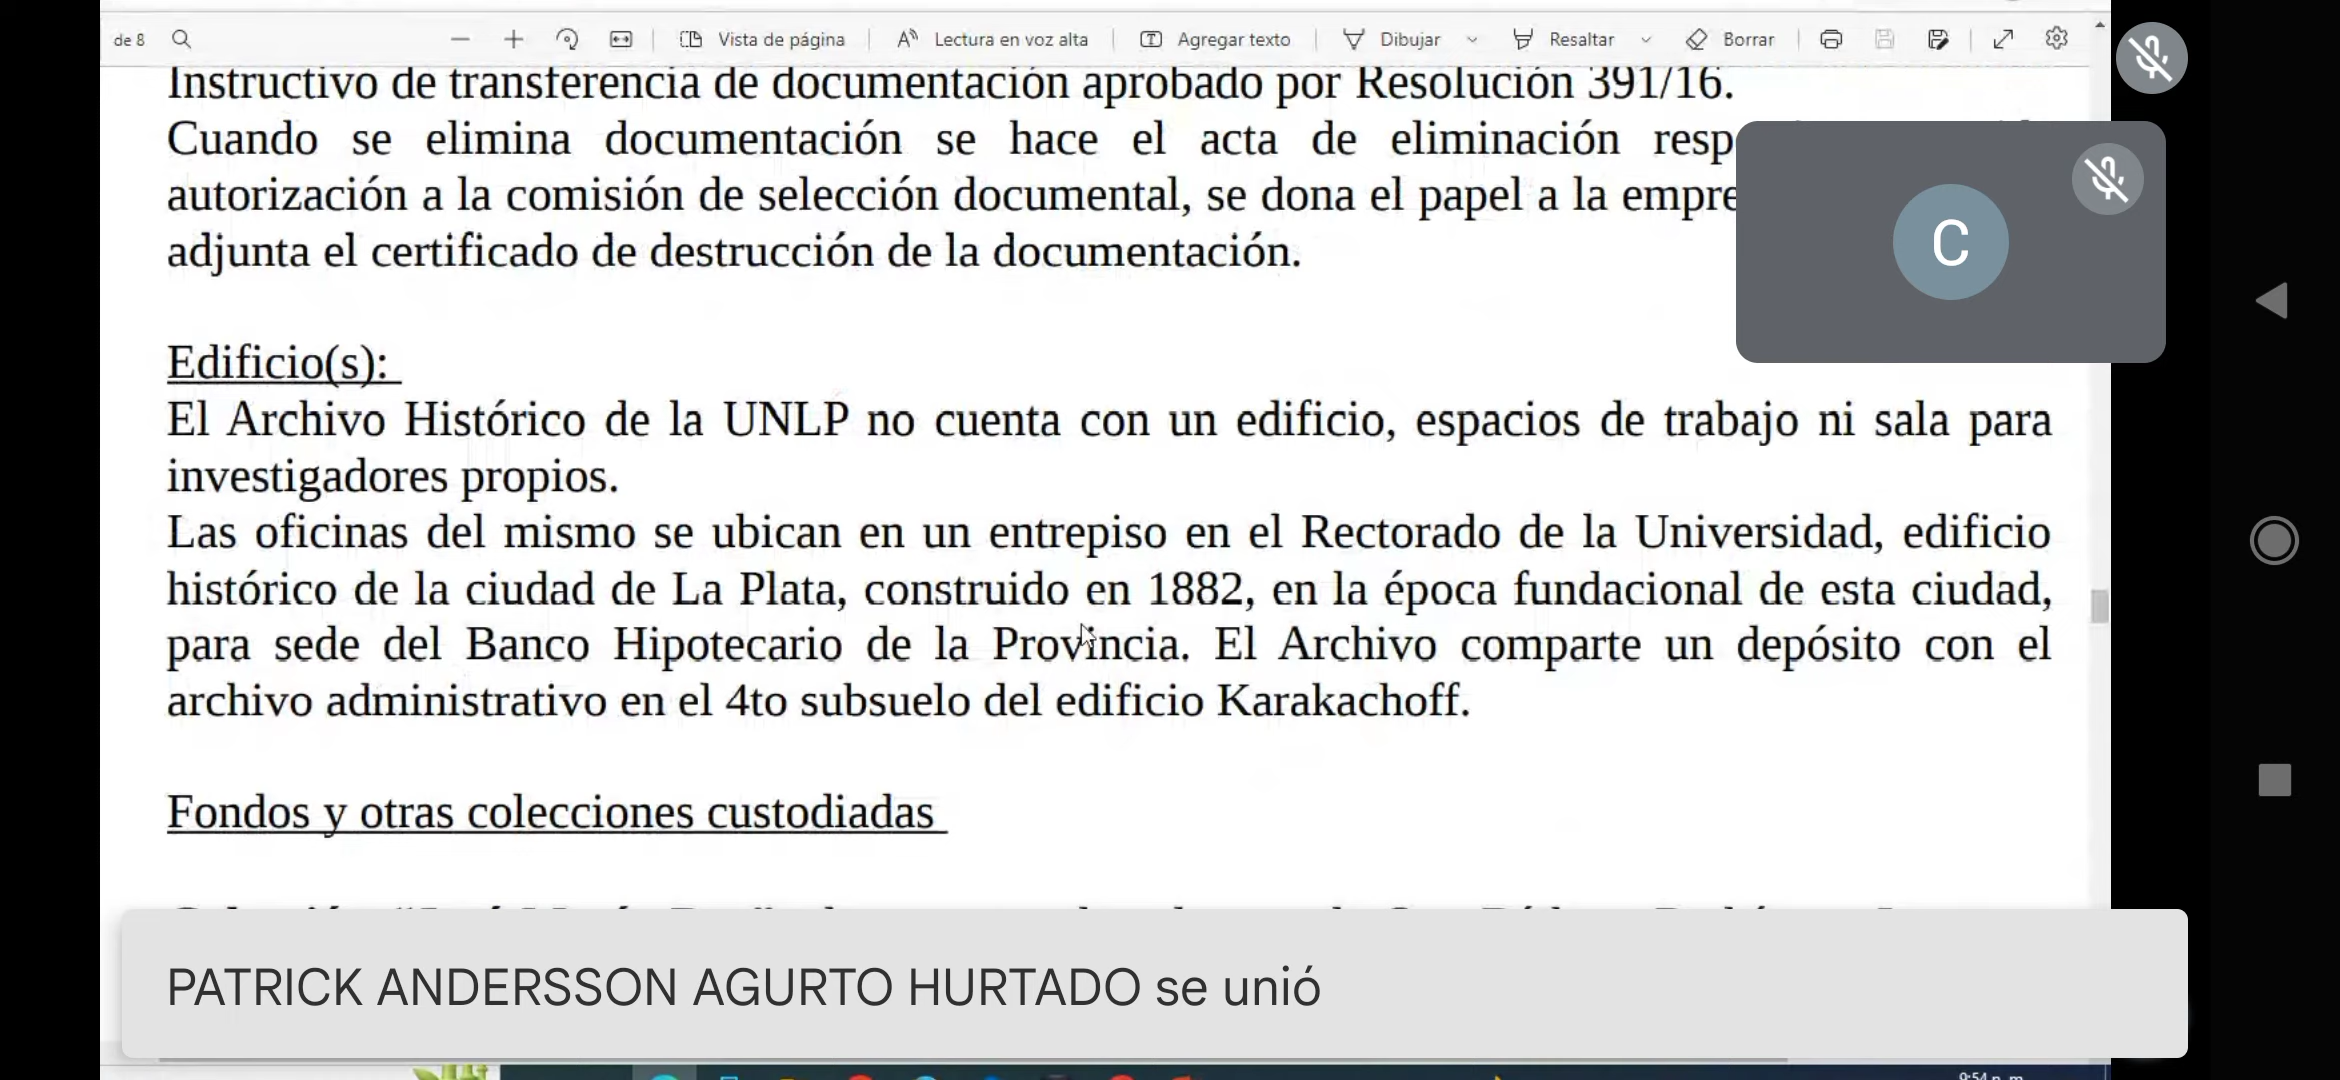 de 8
Vista de página
Lectura en voz alta
Agregar texto
Dibujar
Resaltar
Borrar
Instructivo de transferencia de documentación aprobado por Resolución 391/16.
Cuando se elimina documentación se hace el acta de eliminación
autorización a la comisión de selección documental, se dona el papel a la
adjunta el certificado de destrucción de la documentación.
C
Edificio(s):
El Archivo Histórico de la UNLP no cuenta con un edificio, espacios de trabajo ni sala para
investigadores propios.
Las oficinas del mismo se ubican en un entrepiso en el Rectorado de la Universidad, edificio
histórico de la ciudad de La Plata, construido en 1882, en la época fundacional de esta ciudad,
para sede del Banco Hipotecario de la Provincia. El Archivo comparte un depósito con el
archivo administrativo en el 4to subsuelo del edificio Karakachoff.
Fondos y otras colecciones custodiadas
PATRICK ANDERSSON AGURTO HURTADO se unió